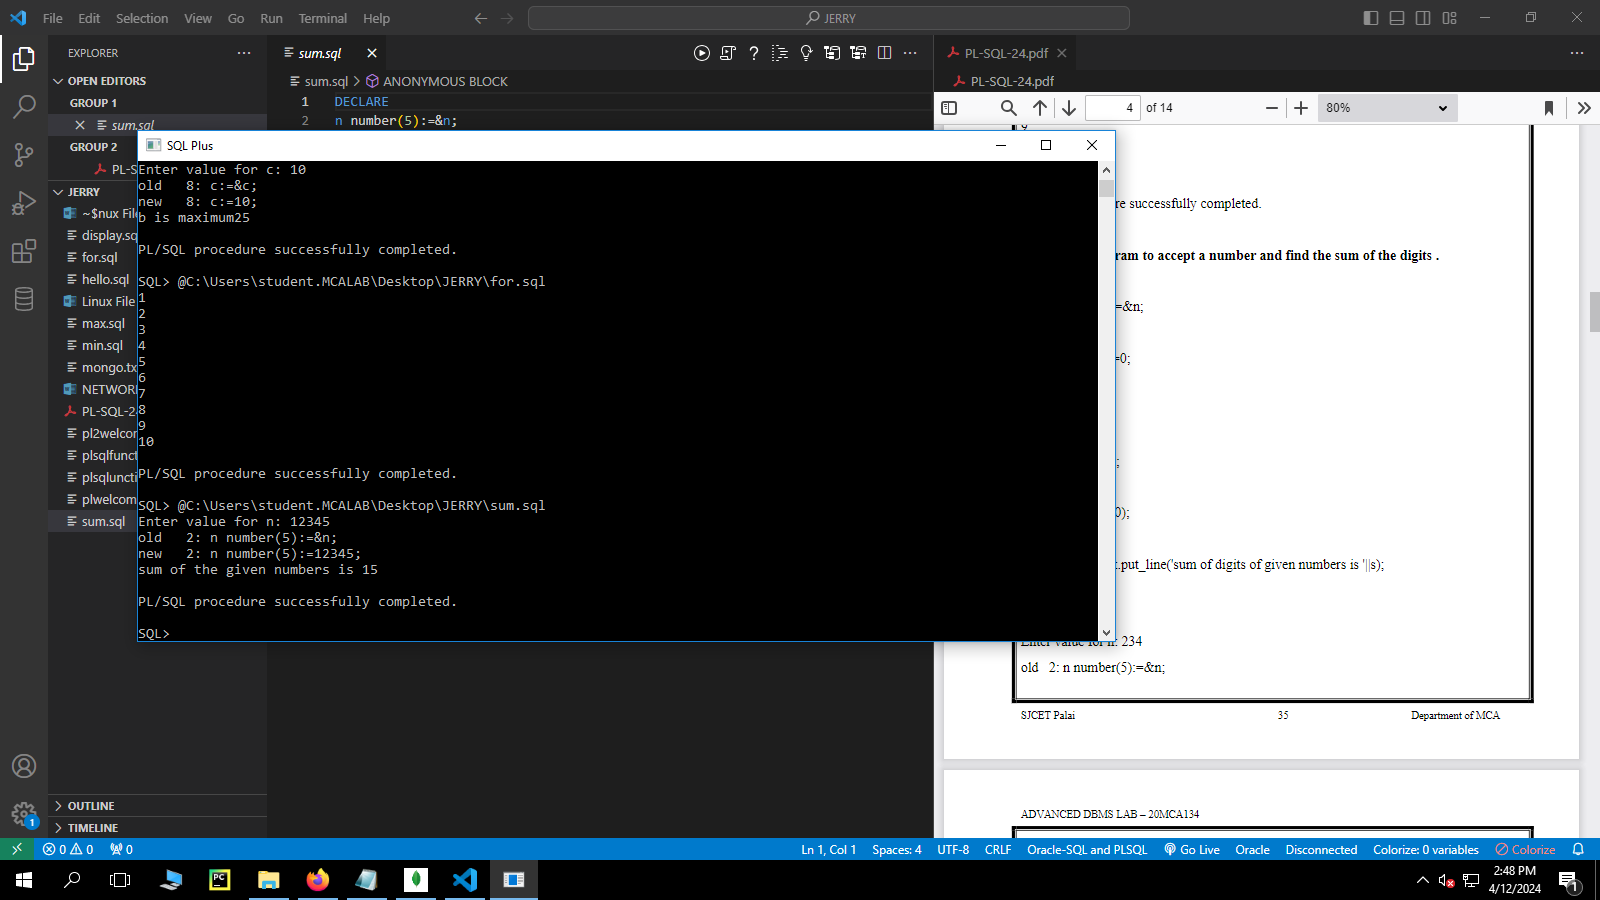 File Edit Selection View Go Run Terminal Help
JERRY
EXPLORER
OPEN EDITORS
GROUP 1
sum.sql
GROUP 2
PL-S
JERRY
~$nux File
display.sq
for.sql
hello.sql
Linux File
max.sql
min.sql
mongo.tx
NETWOR
PL-SQL-2
pl2welcom
plsqlfunct
plsqluncti
plwelcom
sum.sql
OUTLINE
TIMELINE
sum.sql
sum.sql > ANONYMOUS BLOCK
1 DECLARE
2 n number(5):=&n;
SQL Plus
Enter value for c: 10
old   8: c:=&c;
new   8: c:=10;
b is maximum25
PL/SQL procedure successfully completed.
SQL> @C:\Users\student.MCALAB\Desktop\JERRY\for.sql
1
2
3
4
5
6
7
8
9
10
PL/SQL procedure successfully completed.
SQL> @C:\Users\student.MCALAB\Desktop\JERRY\sum.sql
Enter value for n: 12345
old   2: n number(5):=&n;
new   2: n number(5):=12345;
sum of the given numbers is 15
PL/SQL procedure successfully completed.
SQL>
PL-SQL-24.pdf
PL-SQL-24.pdf
4 of 14
80%
9
re successfully completed.
ram to accept a number and find the sum of the digits .
=&n;
=0;
;
0);
t.put_line('sum of digits of given numbers is '||s);
Enter value for n: 234
old   2: n number(5):=&n;
SJCET Palai 35 Department of MCA
ADVANCED DBMS LAB – 20MCA134
0 0 0 Ln 1, Col 1 Spaces: 4 UTF-8 CRLF Oracle-SQL and PLSQL Go Live Oracle Disconnected Colorize: 0 variables Colorize
1
PC
2:48 PM
4/12/2024
1